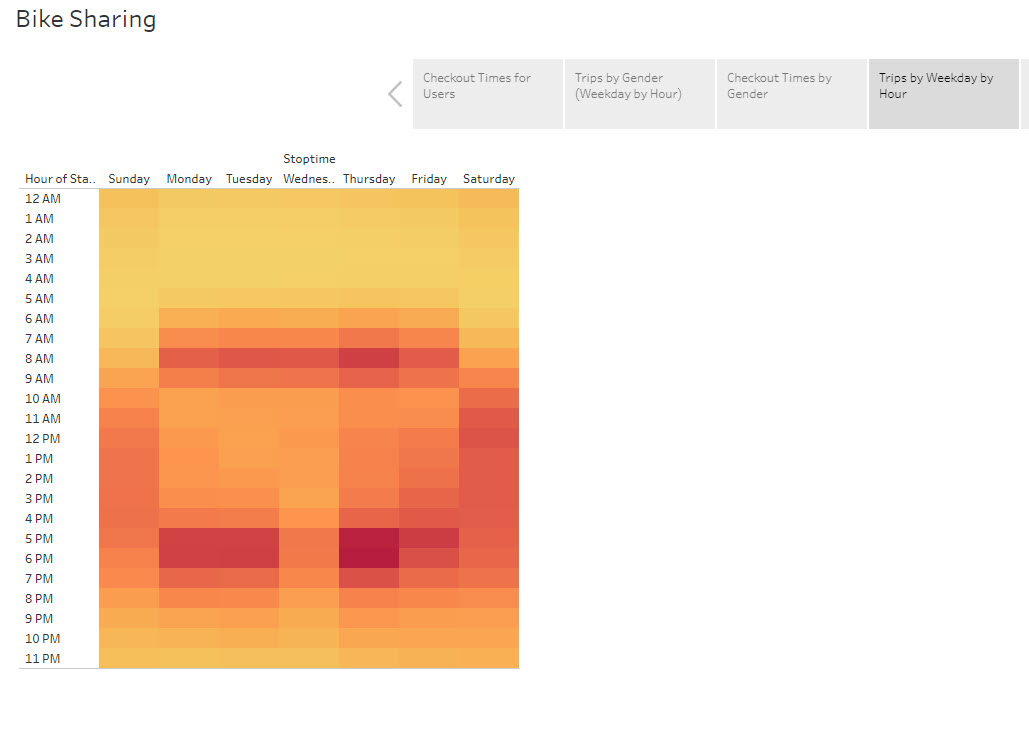 Bike Sharing
Checkout Times for
Users
Trips by Gender
(Weekday by Hour)
Checkout Times by
Gender
Trips by Weekday by
Hour
Stoptime
Hour of Sta.. Sunday Monday Tuesday Wednes.. Thursday Friday Saturday
12 AM
1 AM
2 AM
3 AM
4 AM
5 AM
6 AM
7 AM
8 AM
9 AM
10 AM
11 AM
12 PM
1 PM
2 PM
3 PM
4 PM
5 PM
6 PM
7 PM
8 PM
9 PM
10 PM
11 PM